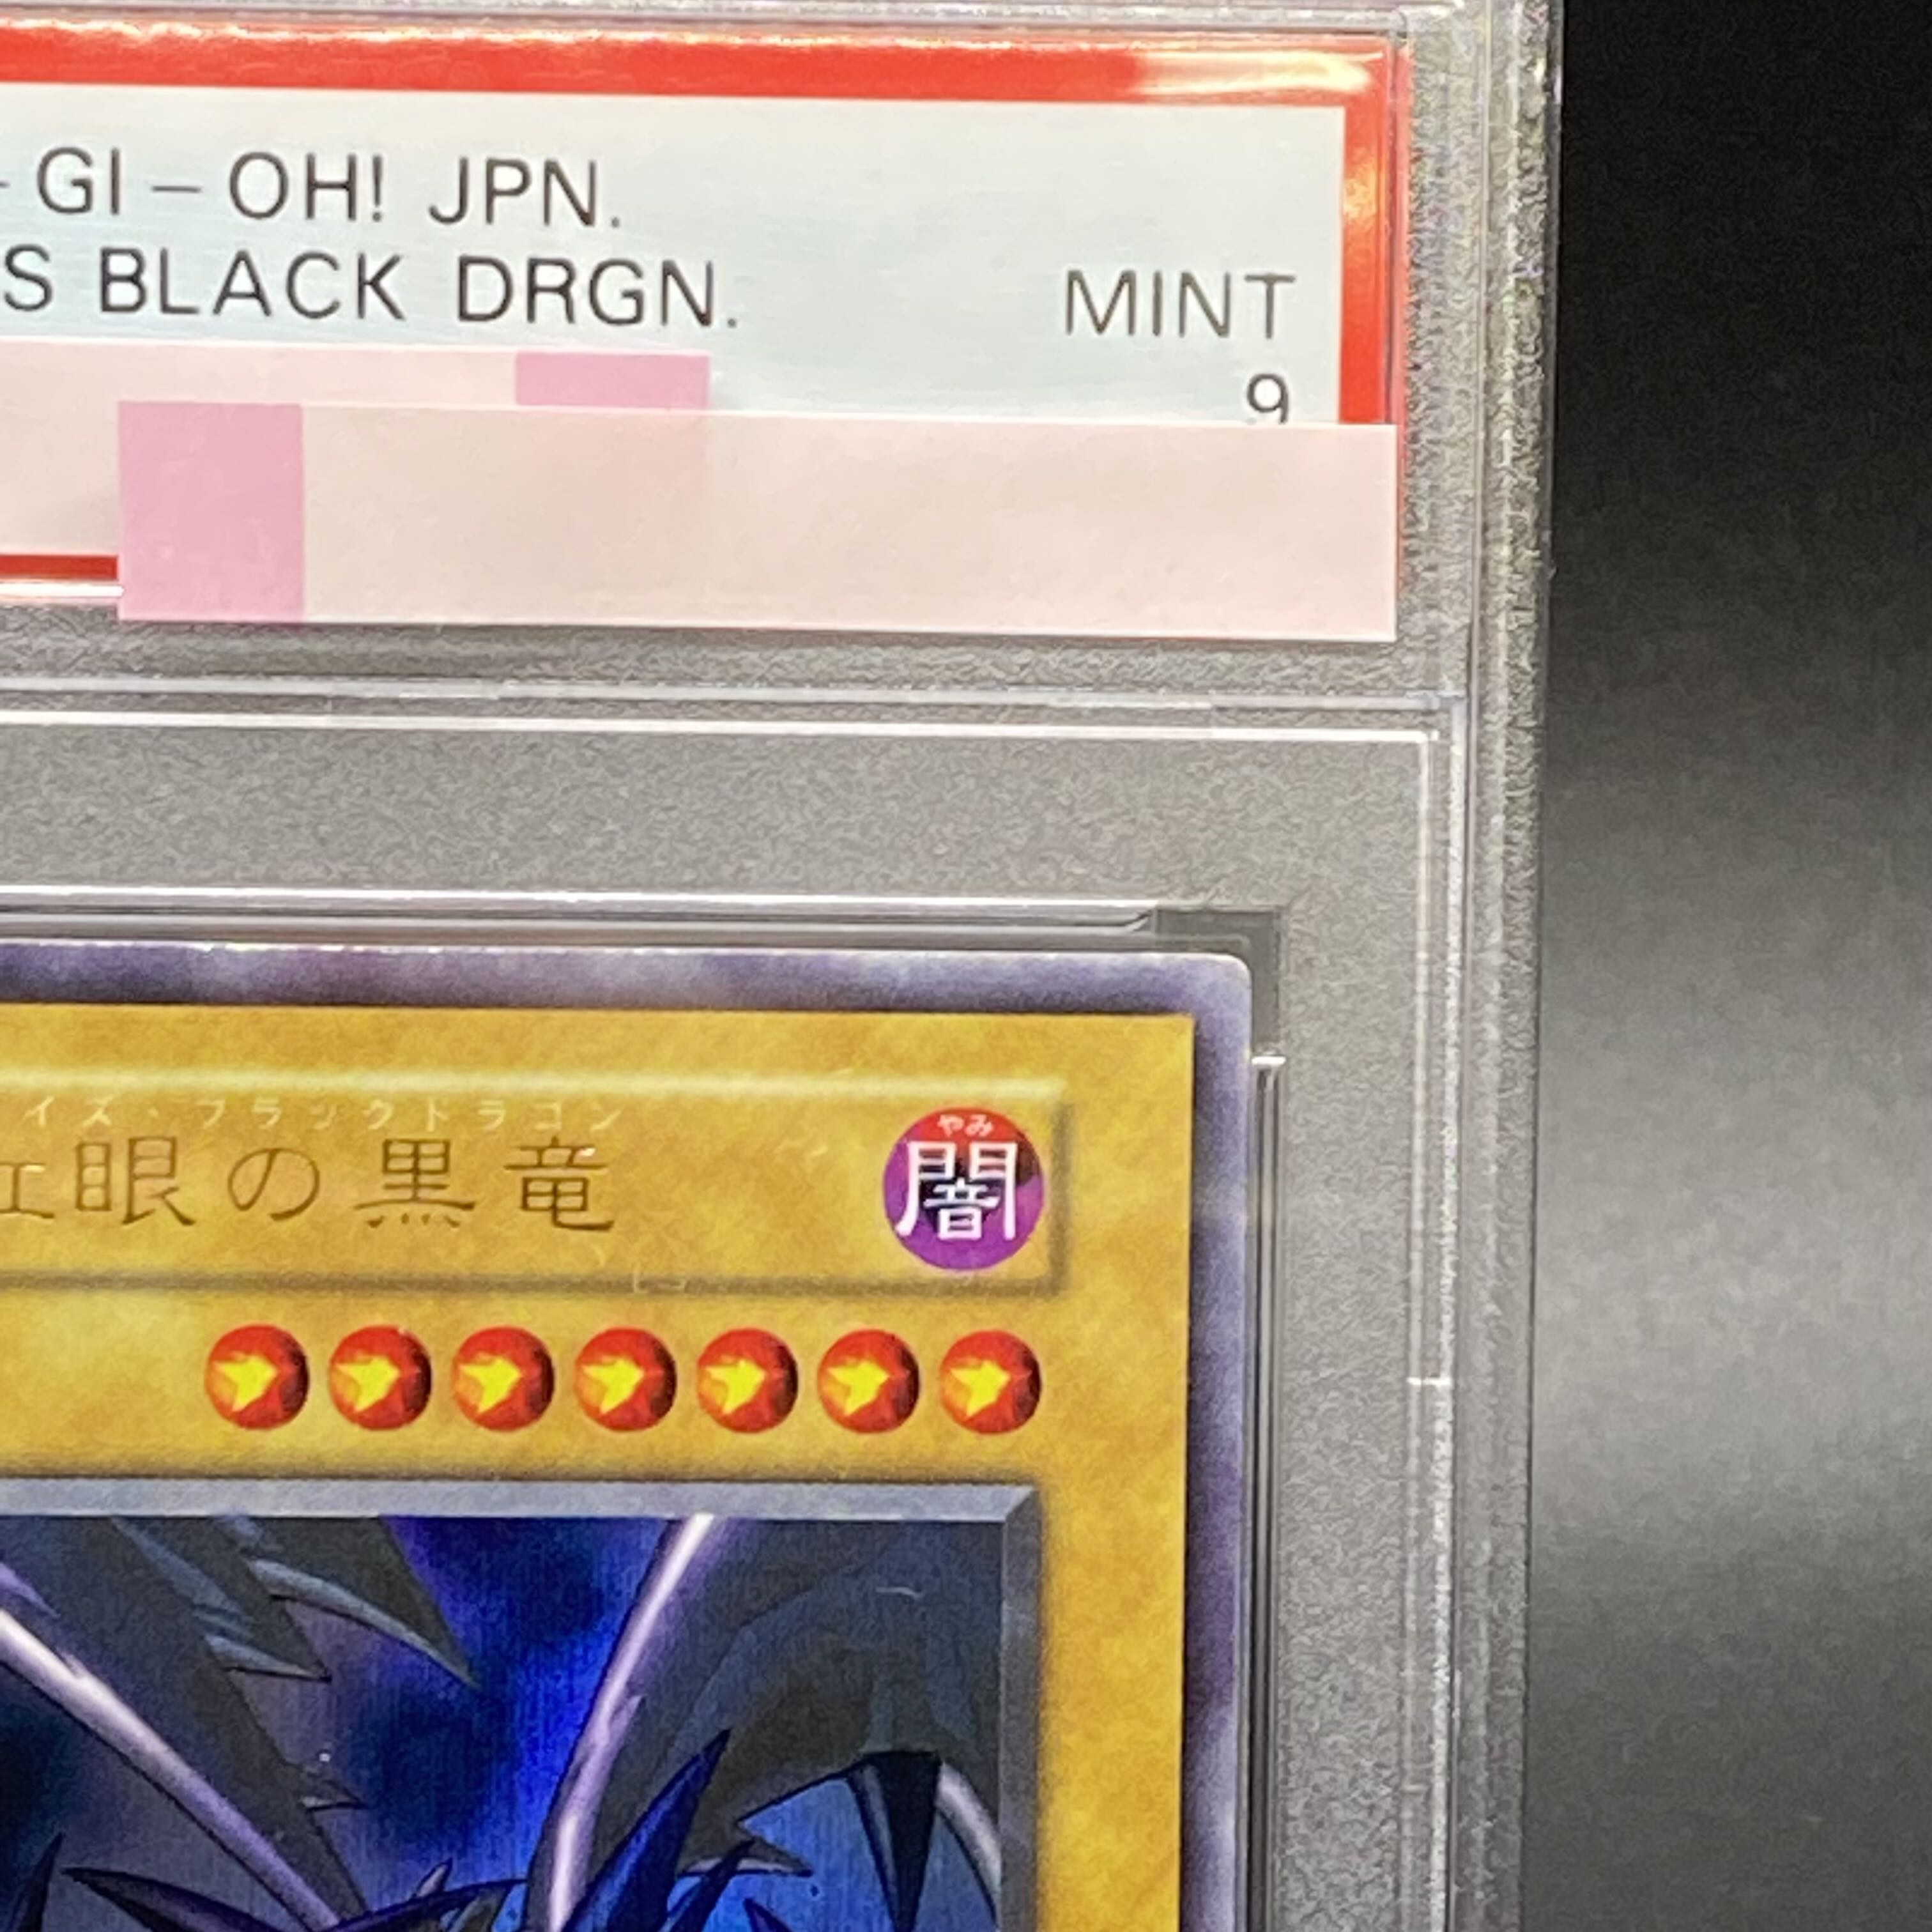 -GI-OH! JPN.
S BLACK DRGN.
MINT
9
イズ・ブラックドラゴン
眼の黒竜
やみ
闇